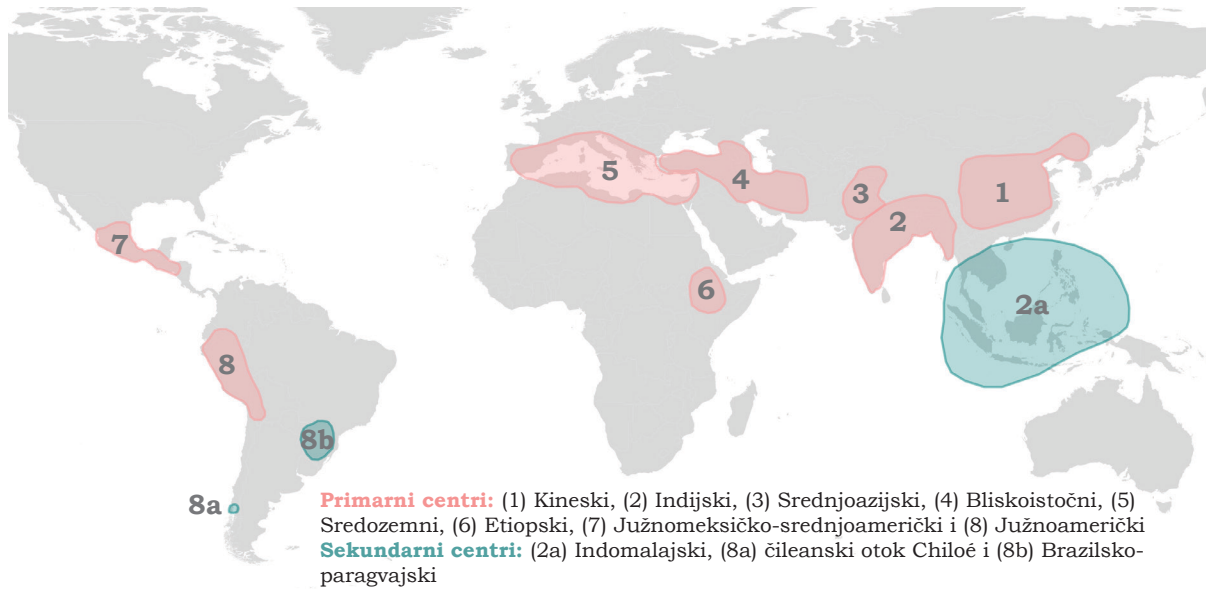 5
4
3
1
2
7
6
2a
8
8b
8a
Primarni centri: (1) Kineski, (2) Indijski, (3) Srednjoazijski, (4) Bliskoistočni, (5)
Sredozemni, (6) Etiopski, (7) Južnomeksičko-srednjoamerički i (8) Južnoamerički
Sekundarni centri: (2a) Indomalajski, (8a) čileanski otok Chiloé i (8b) Brazilsko-
paragvajski